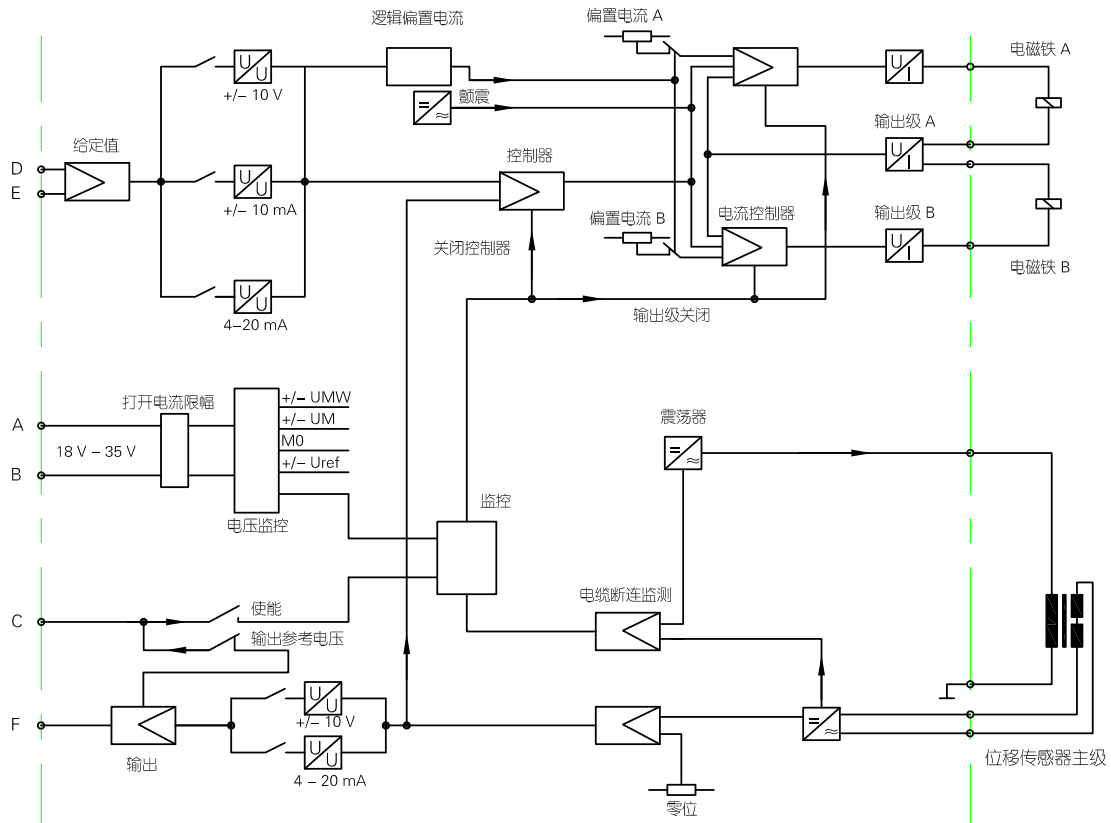 逻辑偏置电流
偏置电流 A
电磁铁 A
U
U
+/– 10 V
=
≈
颤震
U
I
给定值
输出级 A
D
E
U
U
+/– 10 mA
控制器
U
I
关闭控制器
偏置电流 B
电流控制器
输出级 B
U
I
电磁铁 B
U
U
4–20 mA
输出级关闭
打开电流限幅
A
18 V – 35 V
B
+/– UMW
+/– UM
M0
+/– Uref
电压监控
震荡器
=
≈
监控
电缆断连监测
C
使能
输出参考电压
F
输出
U
U
+/– 10 V
U
U
4 – 20 mA
=
≈
零位
位移传感器主级